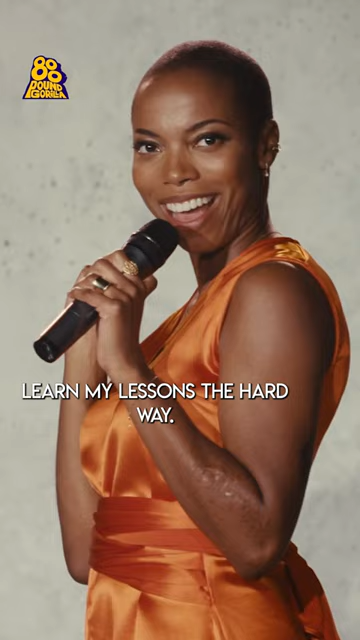 800
POUND
GORILLA
LEARN MY LESSONS THE HARD
WAY.